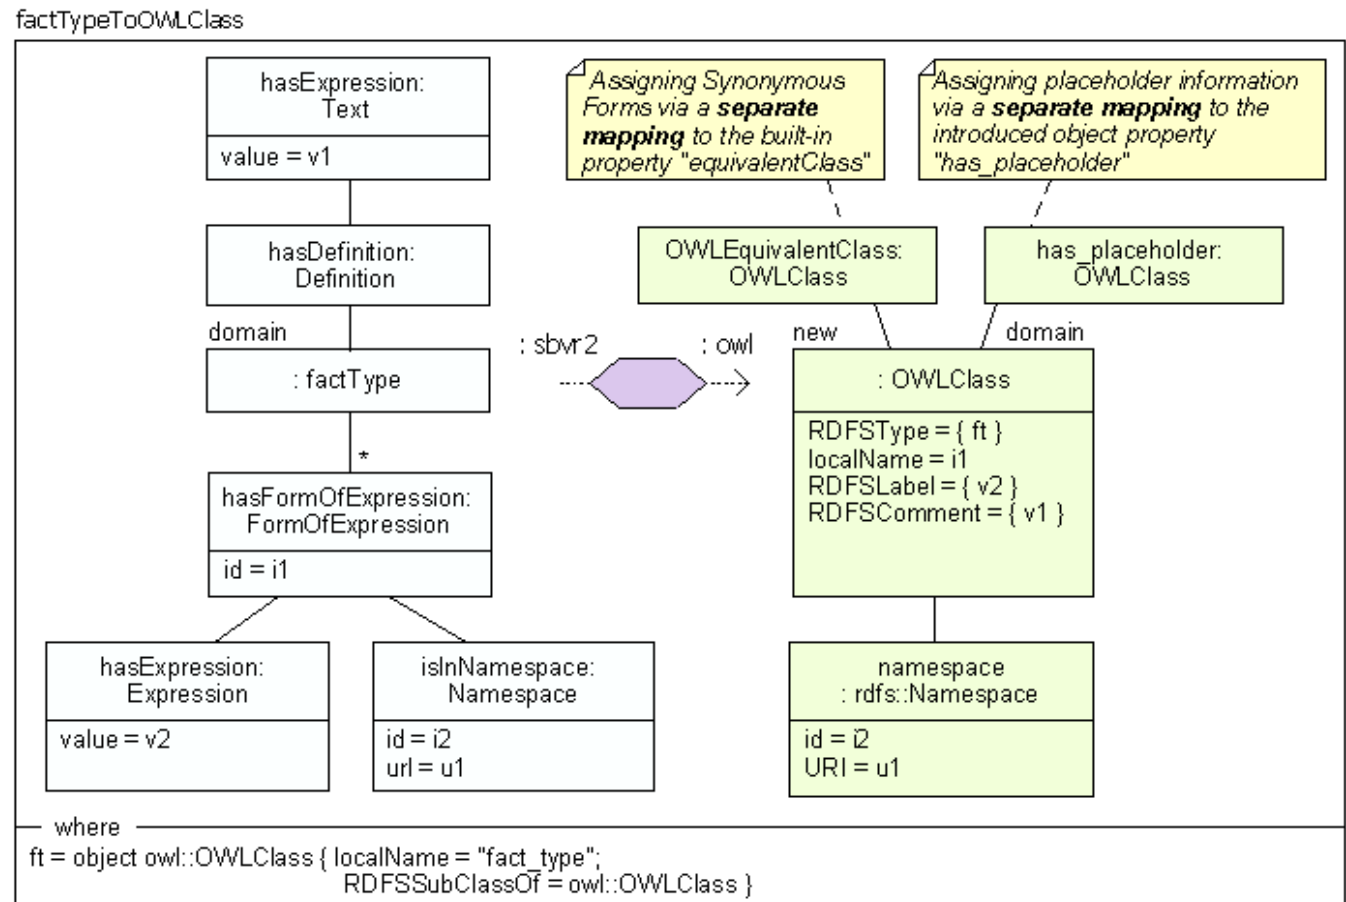 factTypeToOWLClass
hasExpression:
Text
value = v1
Assigning Synonymous
Forms via a separate
mapping to the built-in
property "equivalentClass"
Assigning placeholder information
via a separate mapping to the
introduced object property
"has_placeholder"
hasDefinition:
Definition
OWLEquivalentClass:
OWLClass
has_placeholder:
OWLClass
domain
: factType
: sbvr2
: owl
new
domain
: OWLClass
RDFSType = { ft }
localName = i1
RDFSLabel = { v2 }
RDFSComment = { v1 }
*
hasFormOfExpression:
FormOfExpression
id = i1
hasExpression:
Expression
value = v2
isInNamespace:
Namespace
id = i2
url = u1
namespace
: rdfs::Namespace
id = i2
URI = u1
where
ft = object owl::OWLClass { localName = "fact_type";
RDFSSubClassOf = owl::OWLClass }